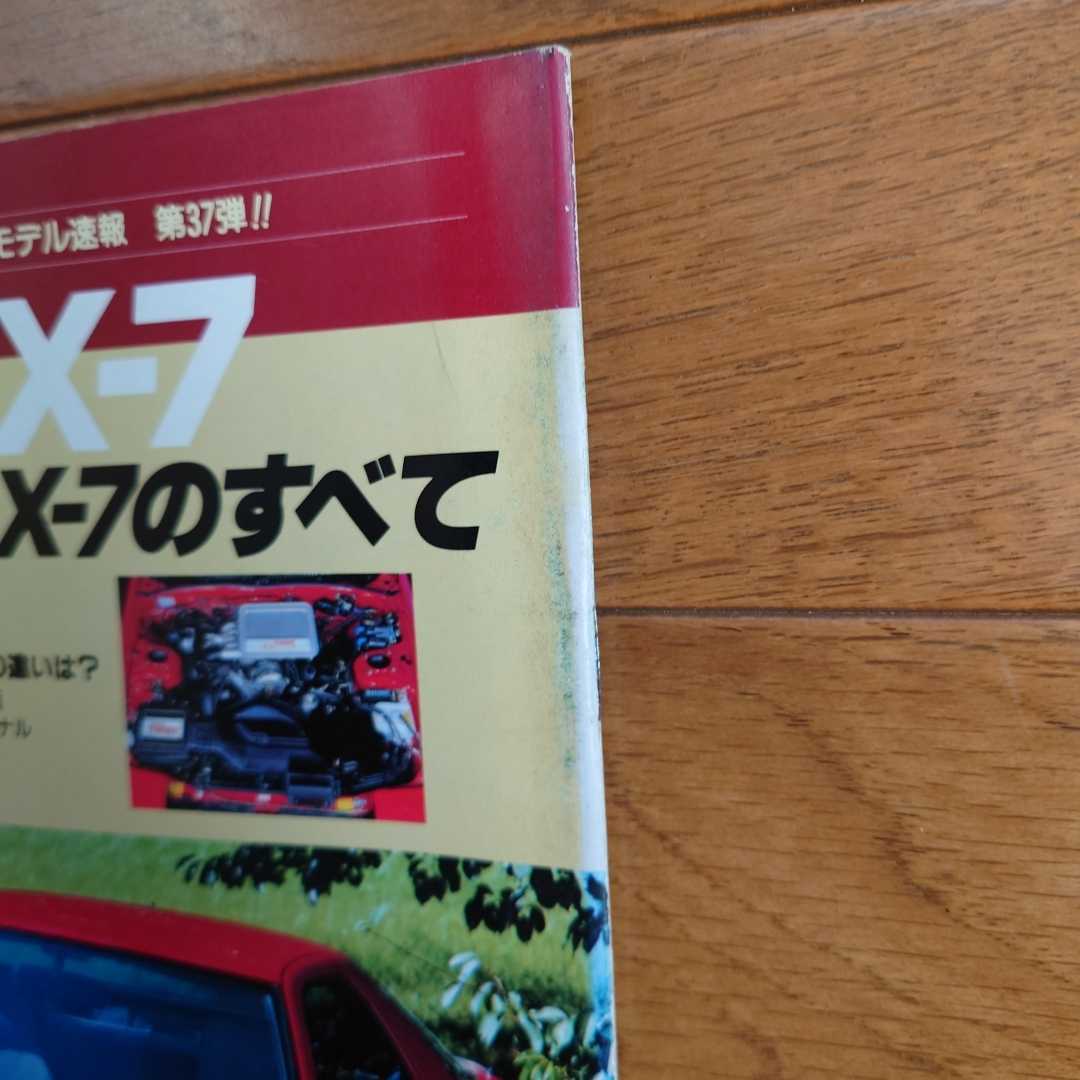 モデル速報 第37弾!!
X-7
X-7のすべて
の違いは?
ナル